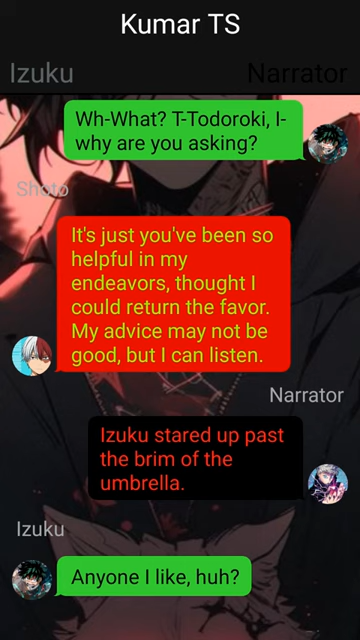 Kumar TS
Izuku
Narrator
Wh-What? T-Todoroki, I-
why are you asking?
Shoto
It's just you've been so
helpful in my
endeavors, thought I
could return the favor.
My advice may not be
good, but I can listen.
Narrator
Izuku stared up past
the brim of the
umbrella.
Izuku
Anyone I like, huh?